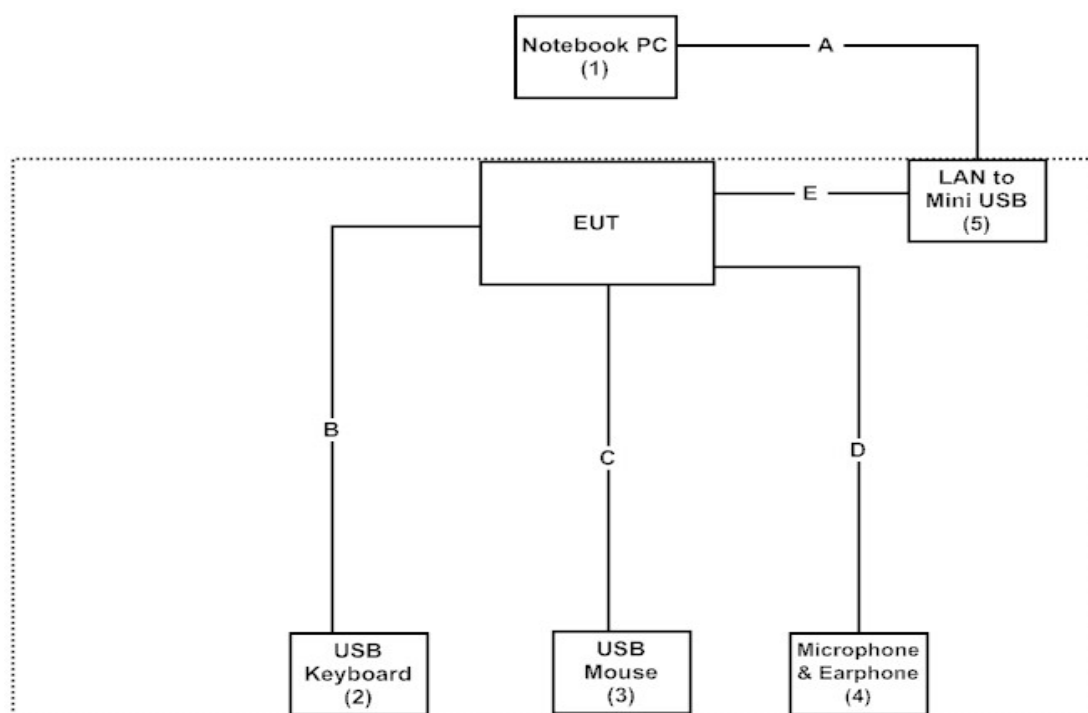 Notebook PC
(1)
A
LAN to
Mini USB
(5)
E
EUT
B
C
D
USB
Keyboard
(2)
USB
Mouse
(3)
Microphone
& Earphone
(4)